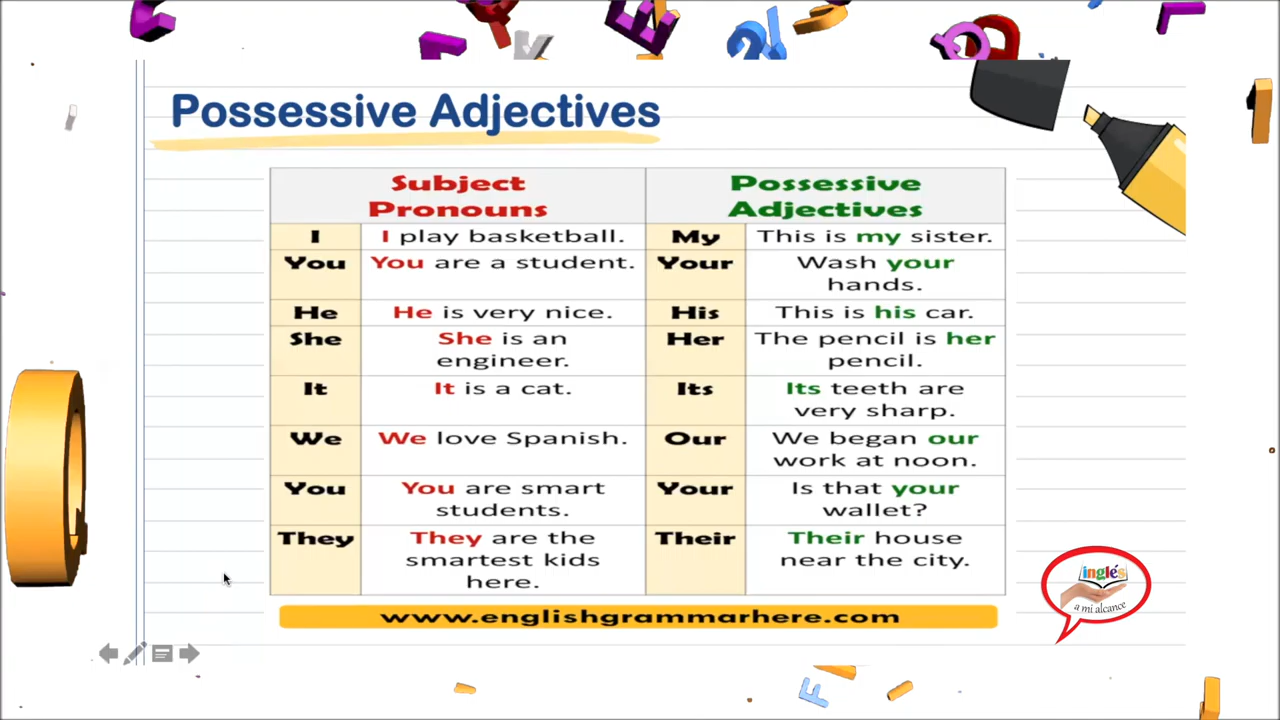 Possessive Adjectives
Subject
Pronouns
Possessive
Adjectives
I
I play basketball.
My
This is my sister.
You
You are a student.
Your
Wash your
hands.
He
He is very nice.
His
This is his car.
She
She is an
engineer.
Her
The pencil is her
pencil.
It
It is a cat.
Its
Its teeth are
very sharp.
We
We love Spanish.
Our
We began our
work at noon.
You
You are smart
students.
Your
Is that your
wallet?
They
They are the
smartest kids
here.
Their
Their house
near the city.
www.englishgrammarhere.com
inglés
a mi alcance